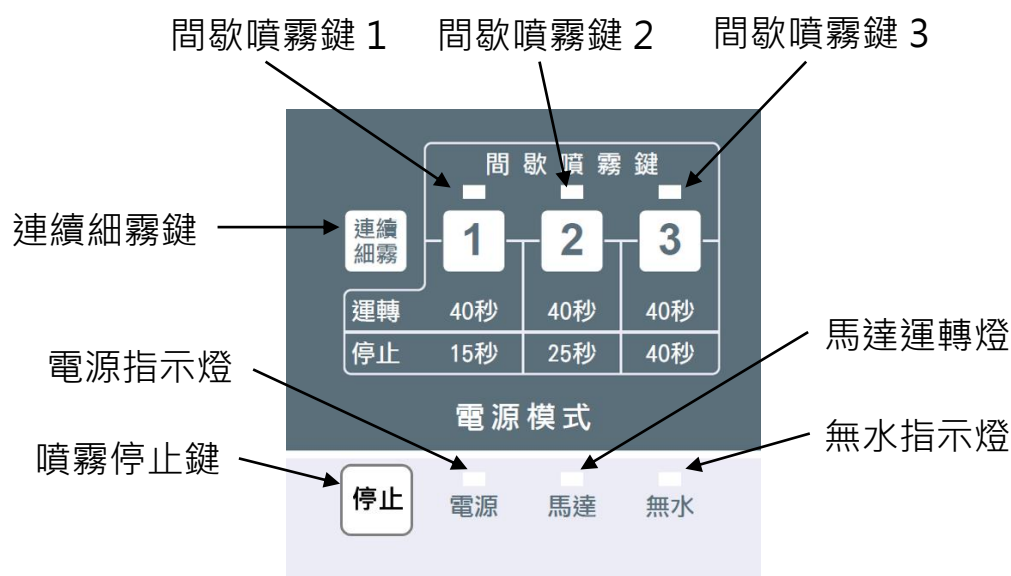 間歇噴霧鍵 1 間歇噴霧鍵 2 間歇噴霧鍵 3
間歇噴霧鍵
連續細霧鍵
連續
細霧
1 2 3
運轉 40秒 40秒 40秒
馬達運轉燈
停止 15秒 25秒 40秒
電源指示燈
電源模式
無水指示燈
噴霧停止鍵
停止
電源 馬達 無水